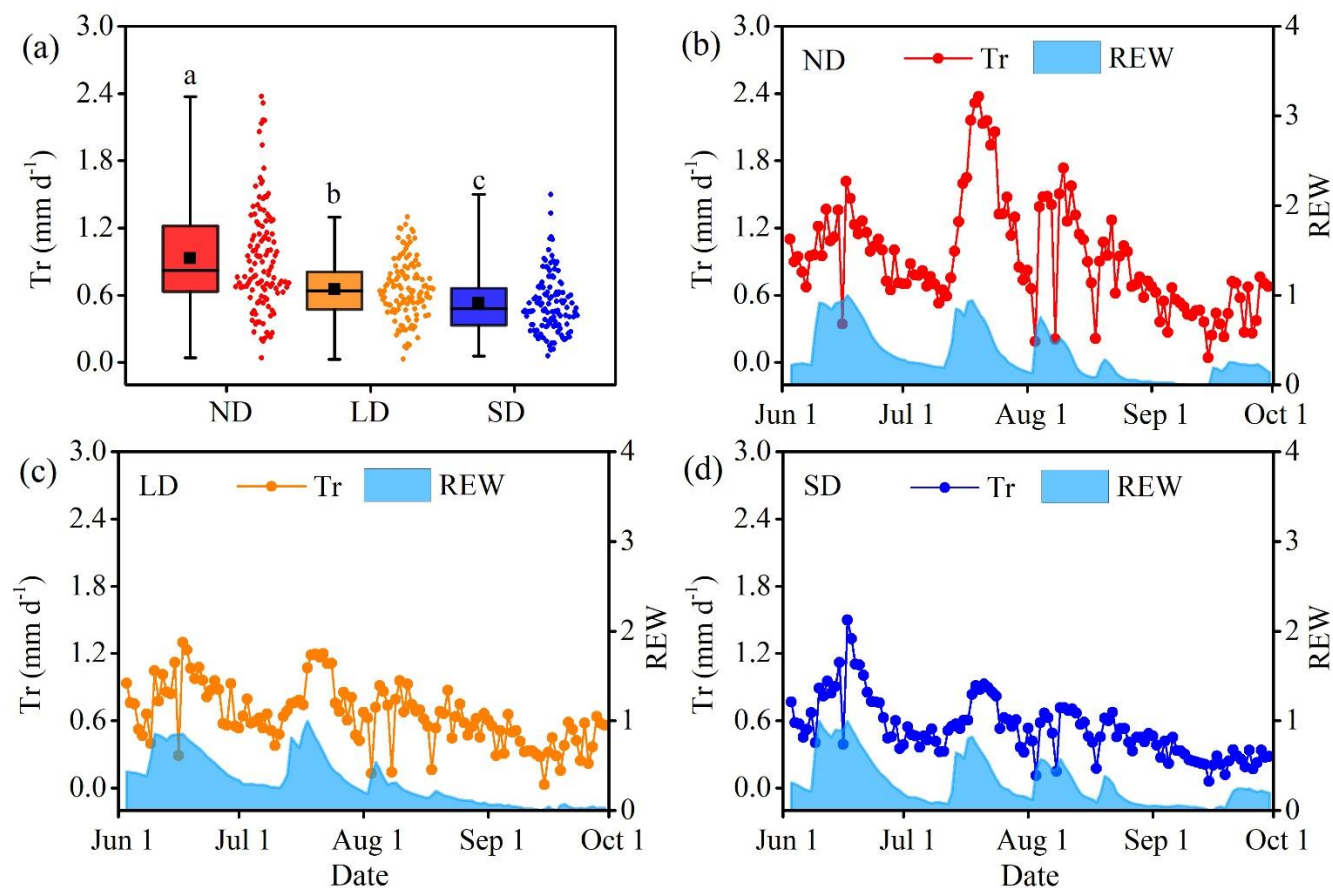 (a)
3.0
2.4
1.8
1.2
0.6
0.0
Tr (mm d⁻¹)
a
b
c
ND
LD
SD
(b)
ND
Tr
REW
3.0
2.4
1.8
1.2
0.6
0.0
Tr (mm d⁻¹)
4
3
2
1
0
REW
Jun 1
Jul 1
Aug 1
Sep 1
Oct 1
(c)
LD
Tr
REW
3.0
2.4
1.8
1.2
0.6
0.0
Tr (mm d⁻¹)
4
3
2
1
0
REW
Jun 1
Jul 1
Aug 1
Sep 1
Oct 1
Date
(d)
SD
Tr
REW
3.0
2.4
1.8
1.2
0.6
0.0
Tr (mm d⁻¹)
4
3
2
1
0
REW
Jun 1
Jul 1
Aug 1
Sep 1
Oct 1
Date